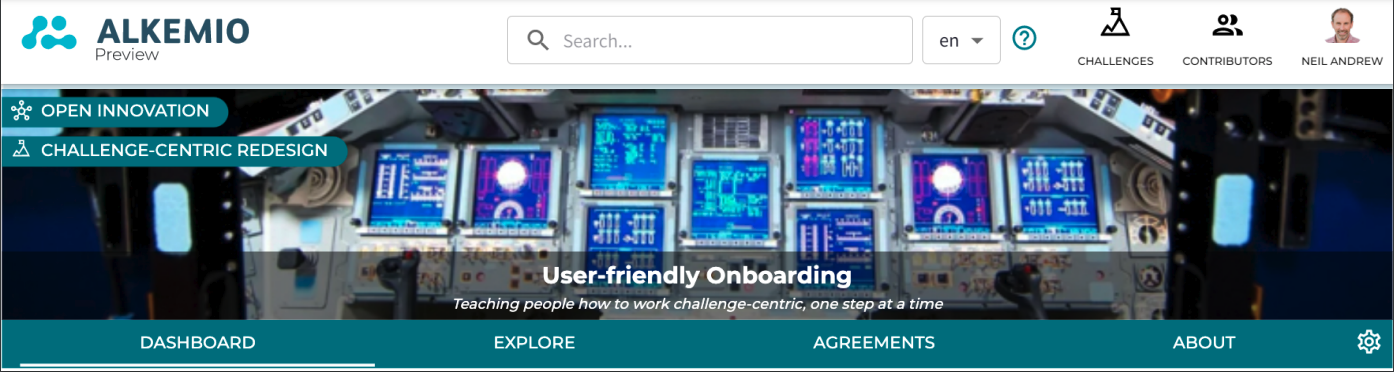 ALKEMIO
Preview
Search...
en
CHALLENGES
CONTRIBUTORS
NEIL ANDREW
OPEN INNOVATION
CHALLENGE-CENTRIC REDESIGN
User-friendly Onboarding
Teaching people how to work challenge-centric, one step at a time
DASHBOARD
EXPLORE
AGREEMENTS
ABOUT